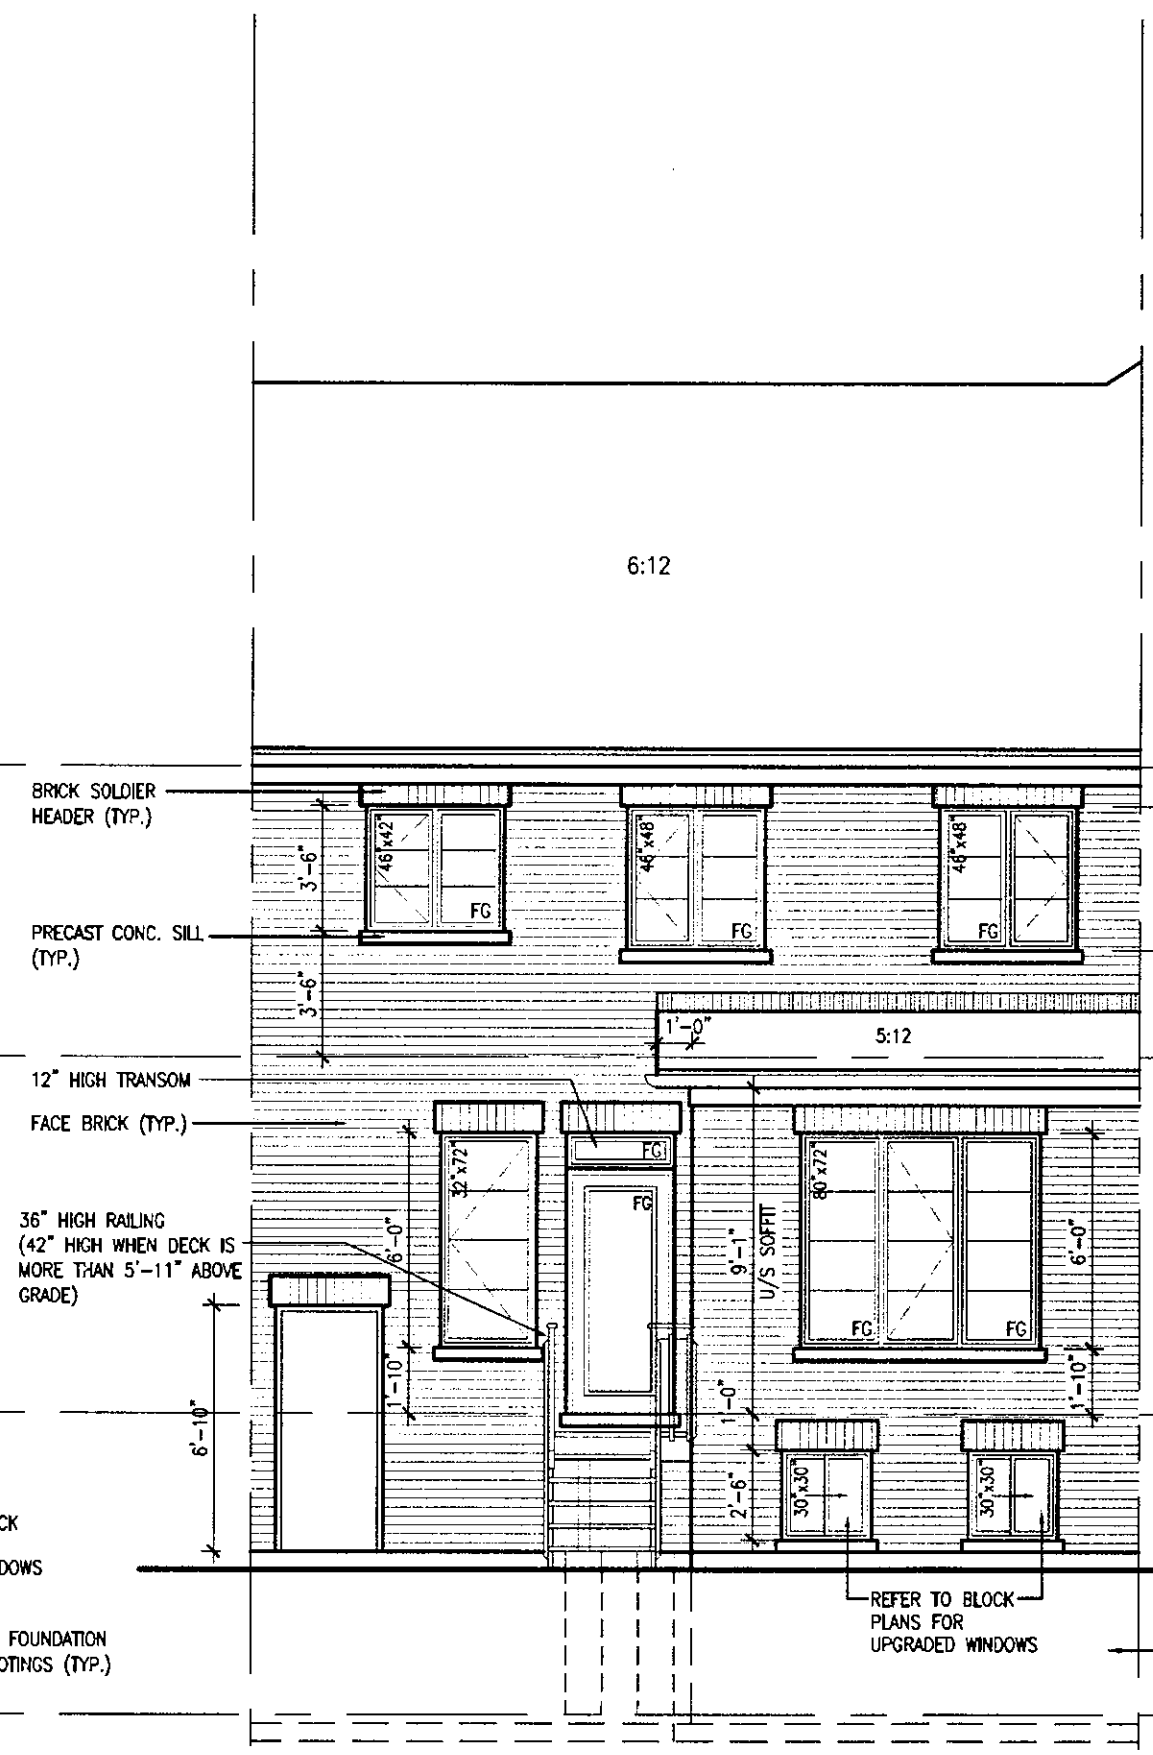 6:12
BRICK SOLDIER
HEADER (TYP.)
46"x42"
46"x48"
46"x48"
3'-6"
FG
FG
FG
PRECAST CONC. SILL
(TYP.)
3'-6"
1'-0"
5:12
12" HIGH TRANSOM
FACE BRICK (TYP.)
FG
32"x72"
80"x72"
FG
36" HIGH RAILING
(42" HIGH WHEN DECK IS
MORE THAN 5'-11" ABOVE
GRADE)
6'-0"
9'-1"
U/S SOFFIT
6'-0"
FG
FG
1'-10"
1'-0"
1'-10"
6'-10"
2'-6"
30"x30"
30"x30"
CK
DOWS
REFER TO BLOCK
PLANS FOR
UPGRADED WINDOWS
FOUNDATION
OTINGS (TYP.)